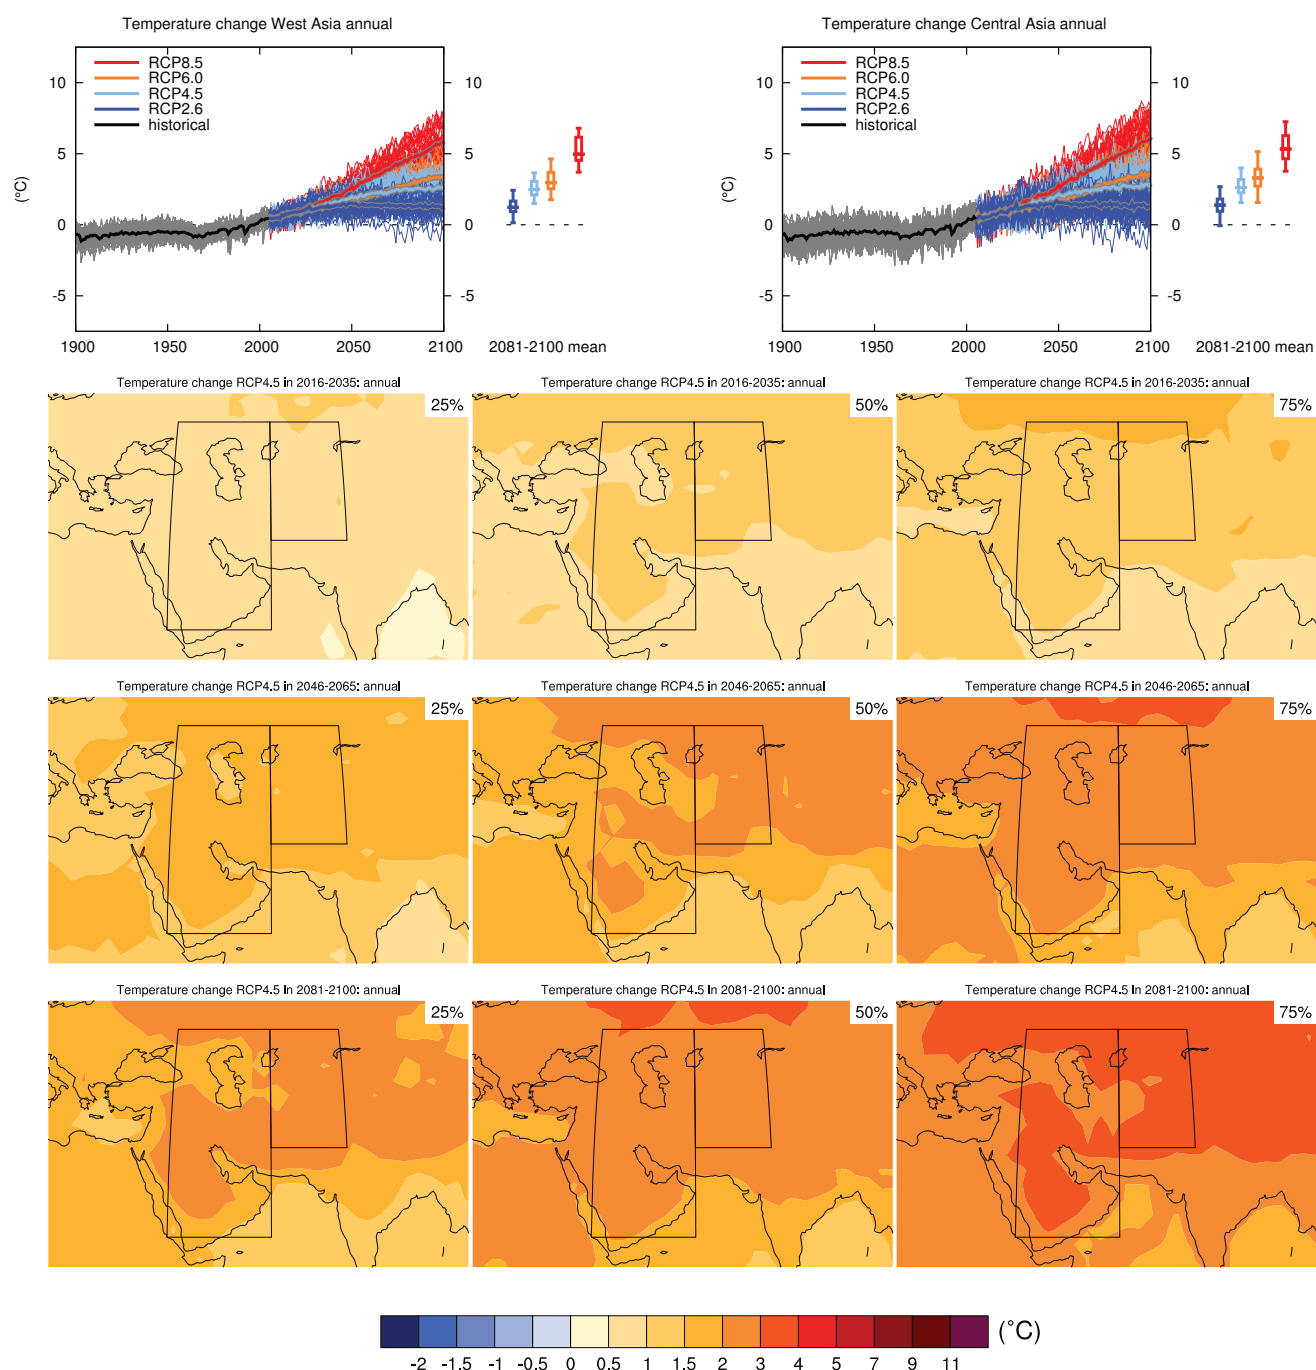 Temperature change West Asia annual
Temperature change Central Asia annual
RCP8.5
RCP6.0
RCP4.5
RCP2.6
historical
(°C)
10
5
0
-5
10
5
0
-5
1900 1950 2000 2050 2100
2081-2100 mean
RCP8.5
RCP6.0
RCP4.5
RCP2.6
historical
(°C)
10
5
0
-5
10
5
0
-5
1900 1950 2000 2050 2100
2081-2100 mean
Temperature change RCP4.5 in 2016-2035: annual
25%
Temperature change RCP4.5 in 2016-2035: annual
50%
Temperature change RCP4.5 in 2016-2035: annual
75%
Temperature change RCP4.5 in 2046-2065: annual
25%
Temperature change RCP4.5 in 2046-2065: annual
50%
Temperature change RCP4.5 in 2046-2065: annual
75%
Temperature change RCP4.5 in 2081-2100: annual
25%
Temperature change RCP4.5 in 2081-2100: annual
50%
Temperature change RCP4.5 in 2081-2100: annual
75%
(°C)
-2 -1.5 -1 -0.5 0 0.5 1 1.5 2 3 4 5 7 9 11